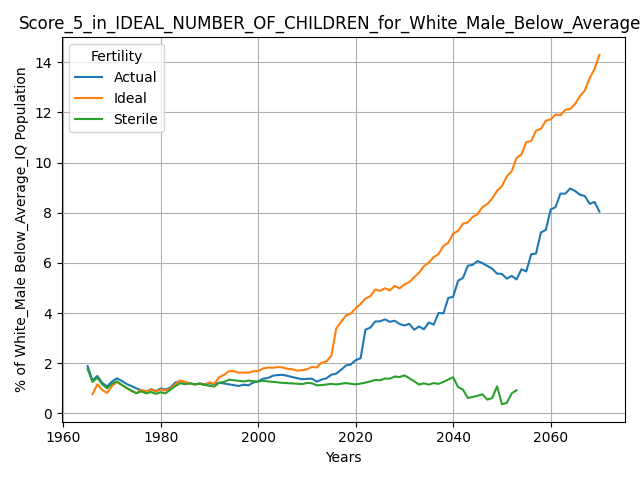 Score_5_in_IDEAL_NUMBER_OF_CHILDREN_for_White_Male_Below_Average
Fertility
Actual
Ideal
Sterile
% of White_Male Below_Average_IQ Population
14
12
10
8
6
4
2
0
1960 1980 2000 2020 2040 2060
Years